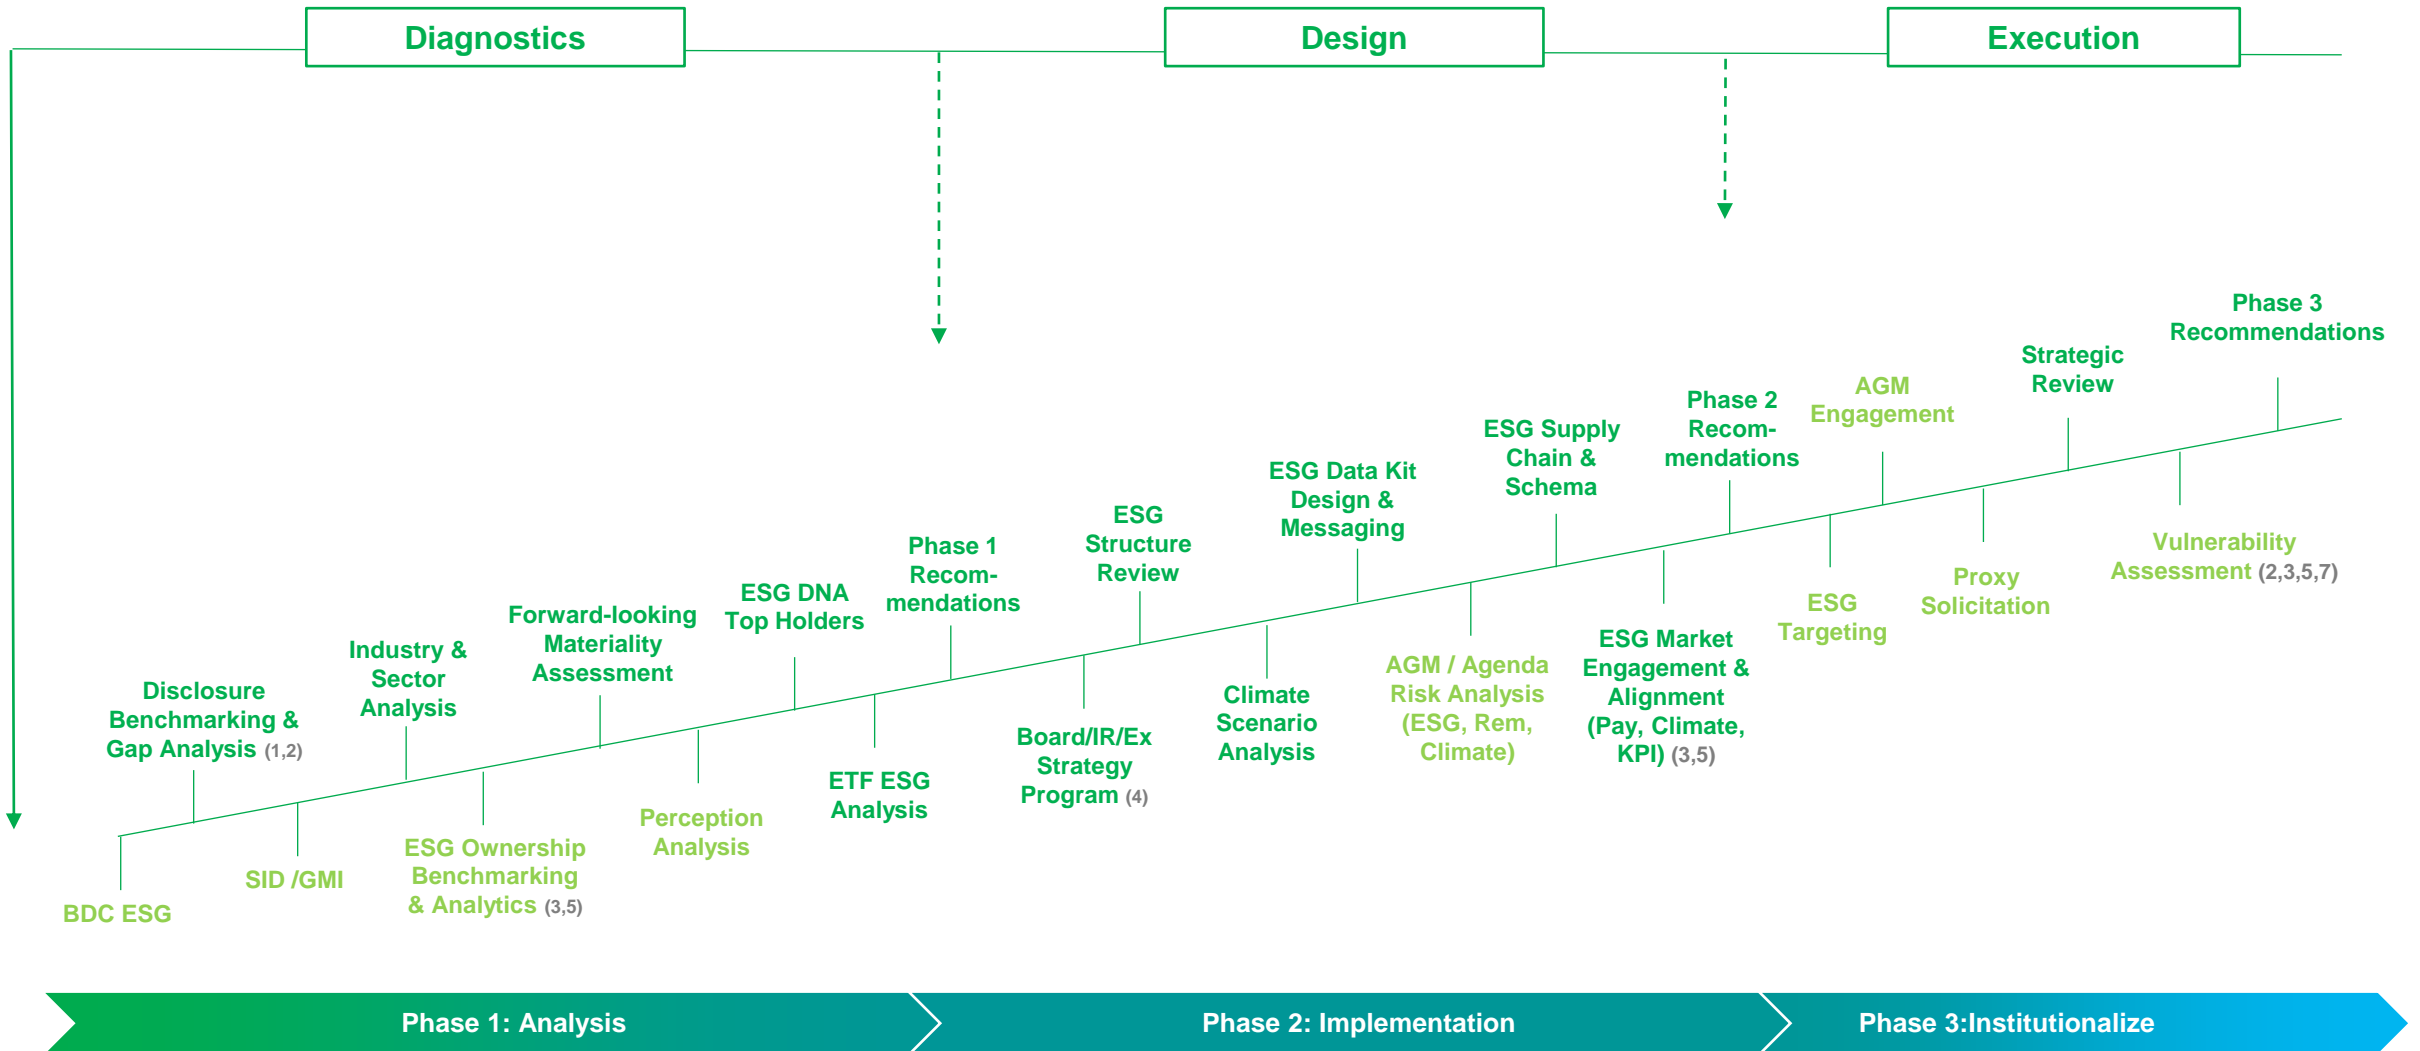 Diagnostics
Design
Execution
Disclosure
Benchmarking &
Gap Analysis (1,2)
Industry &
Sector
Analysis
Forward-looking
Materiality
Assessment
ESG DNA
Top Holders
Phase 1
Recom-
mendations
ESG
Structure
Review
ESG Data Kit
Design &
Messaging
ESG Supply
Chain &
Schema
Phase 2
Recom-
mendations
AGM
Engagement
Strategic
Review
Phase 3
Recommendations
BDC ESG
SID /GMI
ESG Ownership
Benchmarking
& Analytics (3,5)
Perception
Analysis
ETF ESG
Analysis
Board/IR/Ex
Strategy
Program (4)
Climate
Scenario
Analysis
AGM / Agenda
Risk Analysis
(ESG, Rem,
Climate)
ESG Market
Engagement &
Alignment
(Pay, Climate,
KPI) (3,5)
ESG
Targeting
Proxy
Solicitation
Vulnerability
Assessment (2,3,5,7)
Phase 1: Analysis
Phase 2: Implementation
Phase 3:Institutionalize